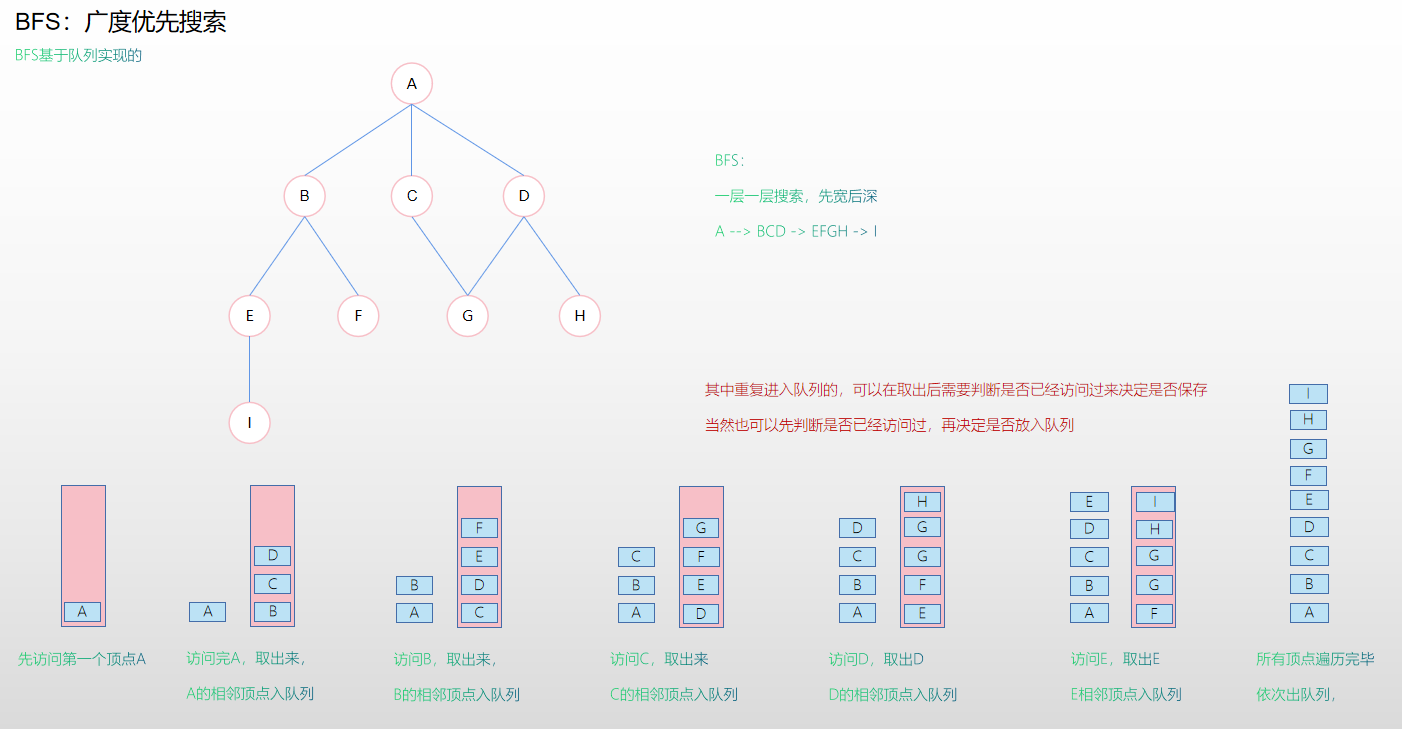 BFS：广度优先搜索
BFS基于队列实现的
A
B
C
D
E
F
G
H
I
BFS：
一层一层搜索，先宽后深
A --> BCD -> EFGH -> I
其中重复进入队列的，可以在取出后需要判断是否已经访问过来决定是否保存
当然也可以先判断是否已经访问过，再决定是否放入队列
A
先访问第一个顶点A
A
D
C
B
访问完A，取出来，
A的相邻顶点入队列
B
A
F
E
D
C
访问B，取出来，
B的相邻顶点入队列
C
B
A
G
F
E
D
访问C，取出来
C的相邻顶点入队列
D
C
B
A
H
G
G
F
E
访问D，取出D
D的相邻顶点入队列
E
D
C
B
A
I
H
G
G
F
访问E，取出E
E相邻顶点入队列
I
H
G
F
E
D
C
B
A
所有顶点遍历完毕
依次出队列，